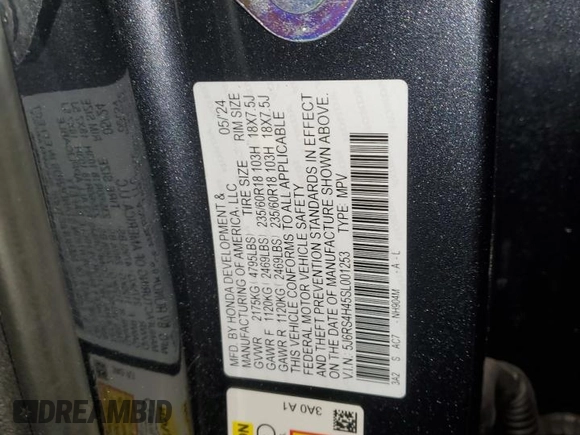 MFD. BY HONDA DEVELOPMENT & 05/24
MANUFACTURING OF AMERICA, LLC
TIRE SIZE RIM SIZE
GVWR 2175KG( 4795LBS)
GAWR F 1120KG( 2469LBS) 235/60R18 103H 18X7.5J
GAWR R 1120KG( 2469LBS) 235/60R18 103H 18X7.5J
THIS VEHICLE CONFORMS TO ALL APPLICABLE
FEDERAL MOTOR VEHICLE SAFETY
AND THEFT PREVENTION STANDARDS IN EFFECT
ON THE DATE OF MANUFACTURE SHOWN ABOVE.
V.I.N. 5J6RS4H45SL001253 TYPE: MPV
3A2 S AC7 NH904M A - L
3A0 A1
DREAMBID